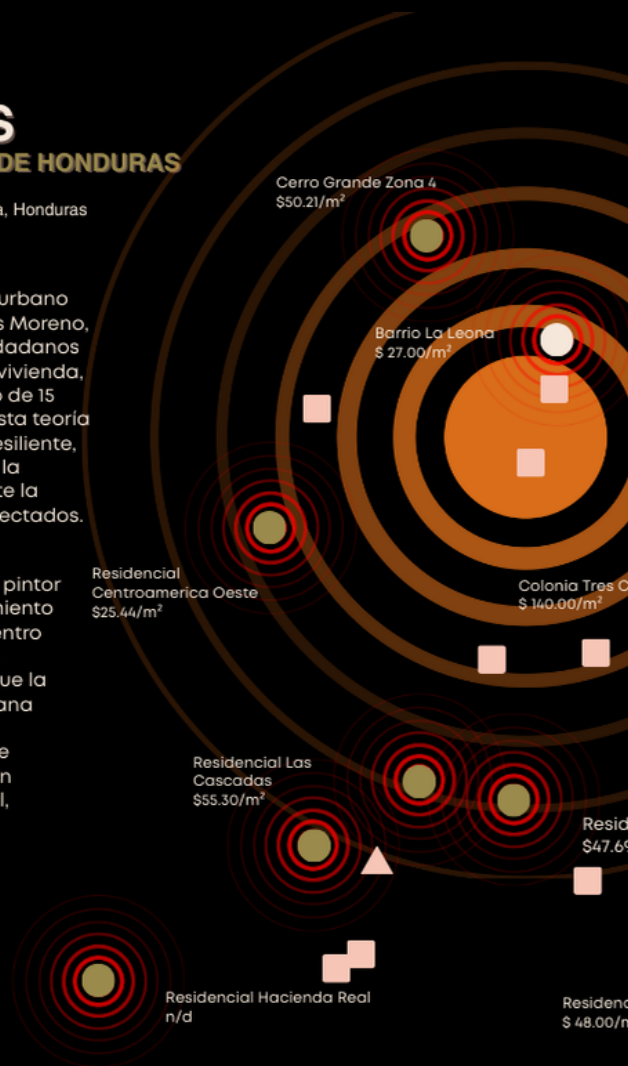 S
DE HONDURAS
a, Honduras
urbano
s Moreno,
dadanos
vivienda,
o de 15
sta teoría
esiliente,
la
te la
ectados.
pintor
niento
entro
ue la
ana
e
n
l,
Cerro Grande Zona 4
$50.21/m²
Barrio La Leona
$ 27.00/m²
Residencial
Centroamerica Oeste
$25.44/m²
Colonia Tres C
$ 140.00/m²
Residencial Las
Cascadas
$55.30/m²
Resid
$47.69
Residencial Hacienda Real
n/d
Residenc
$ 48.00/m